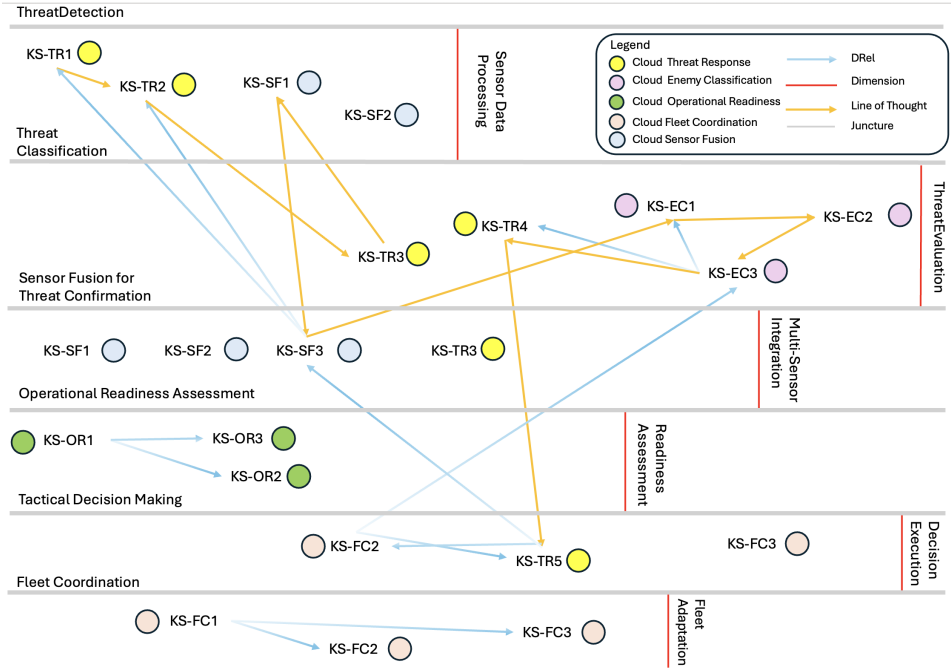 ThreatDetection
KS-TR1
KS-TR2
KS-SF1
KS-SF2
Sensor Data
Processing
Legend
Cloud Threat Response
Cloud Enemy Classification
Cloud Operational Readiness
Cloud Fleet Coordination
Cloud Sensor Fusion
DRel
Dimension
Line of Thought
Juncture
Threat
Classification
KS-TR3
KS-TR4
KS-EC1
KS-EC2
KS-EC3
ThreatEvaluation
Sensor Fusion for
Threat Confirmation
KS-SF1
KS-SF2
KS-SF3
KS-TR3
Multi-Sensor
Integration
Operational Readiness Assessment
KS-OR1
KS-OR3
KS-OR2
Readiness
Assessment
Tactical Decision Making
KS-FC2
KS-TR5
KS-FC3
Decision
Execution
Fleet Coordination
KS-FC1
KS-FC2
KS-FC3
Fleet
Adaptation